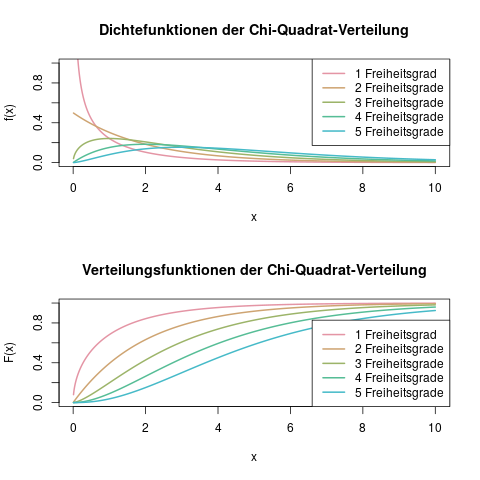 Dichtefunktionen der Chi-Quadrat-Verteilung
f(x)
0.0 0.4 0.8
1 Freiheitsgrad
2 Freiheitsgrade
3 Freiheitsgrade
4 Freiheitsgrade
5 Freiheitsgrade
0 2 4 6 8 10
x
Verteilungsfunktionen der Chi-Quadrat-Verteilung
F(x)
0.0 0.4 0.8
1 Freiheitsgrad
2 Freiheitsgrade
3 Freiheitsgrade
4 Freiheitsgrade
5 Freiheitsgrade
0 2 4 6 8 10
x